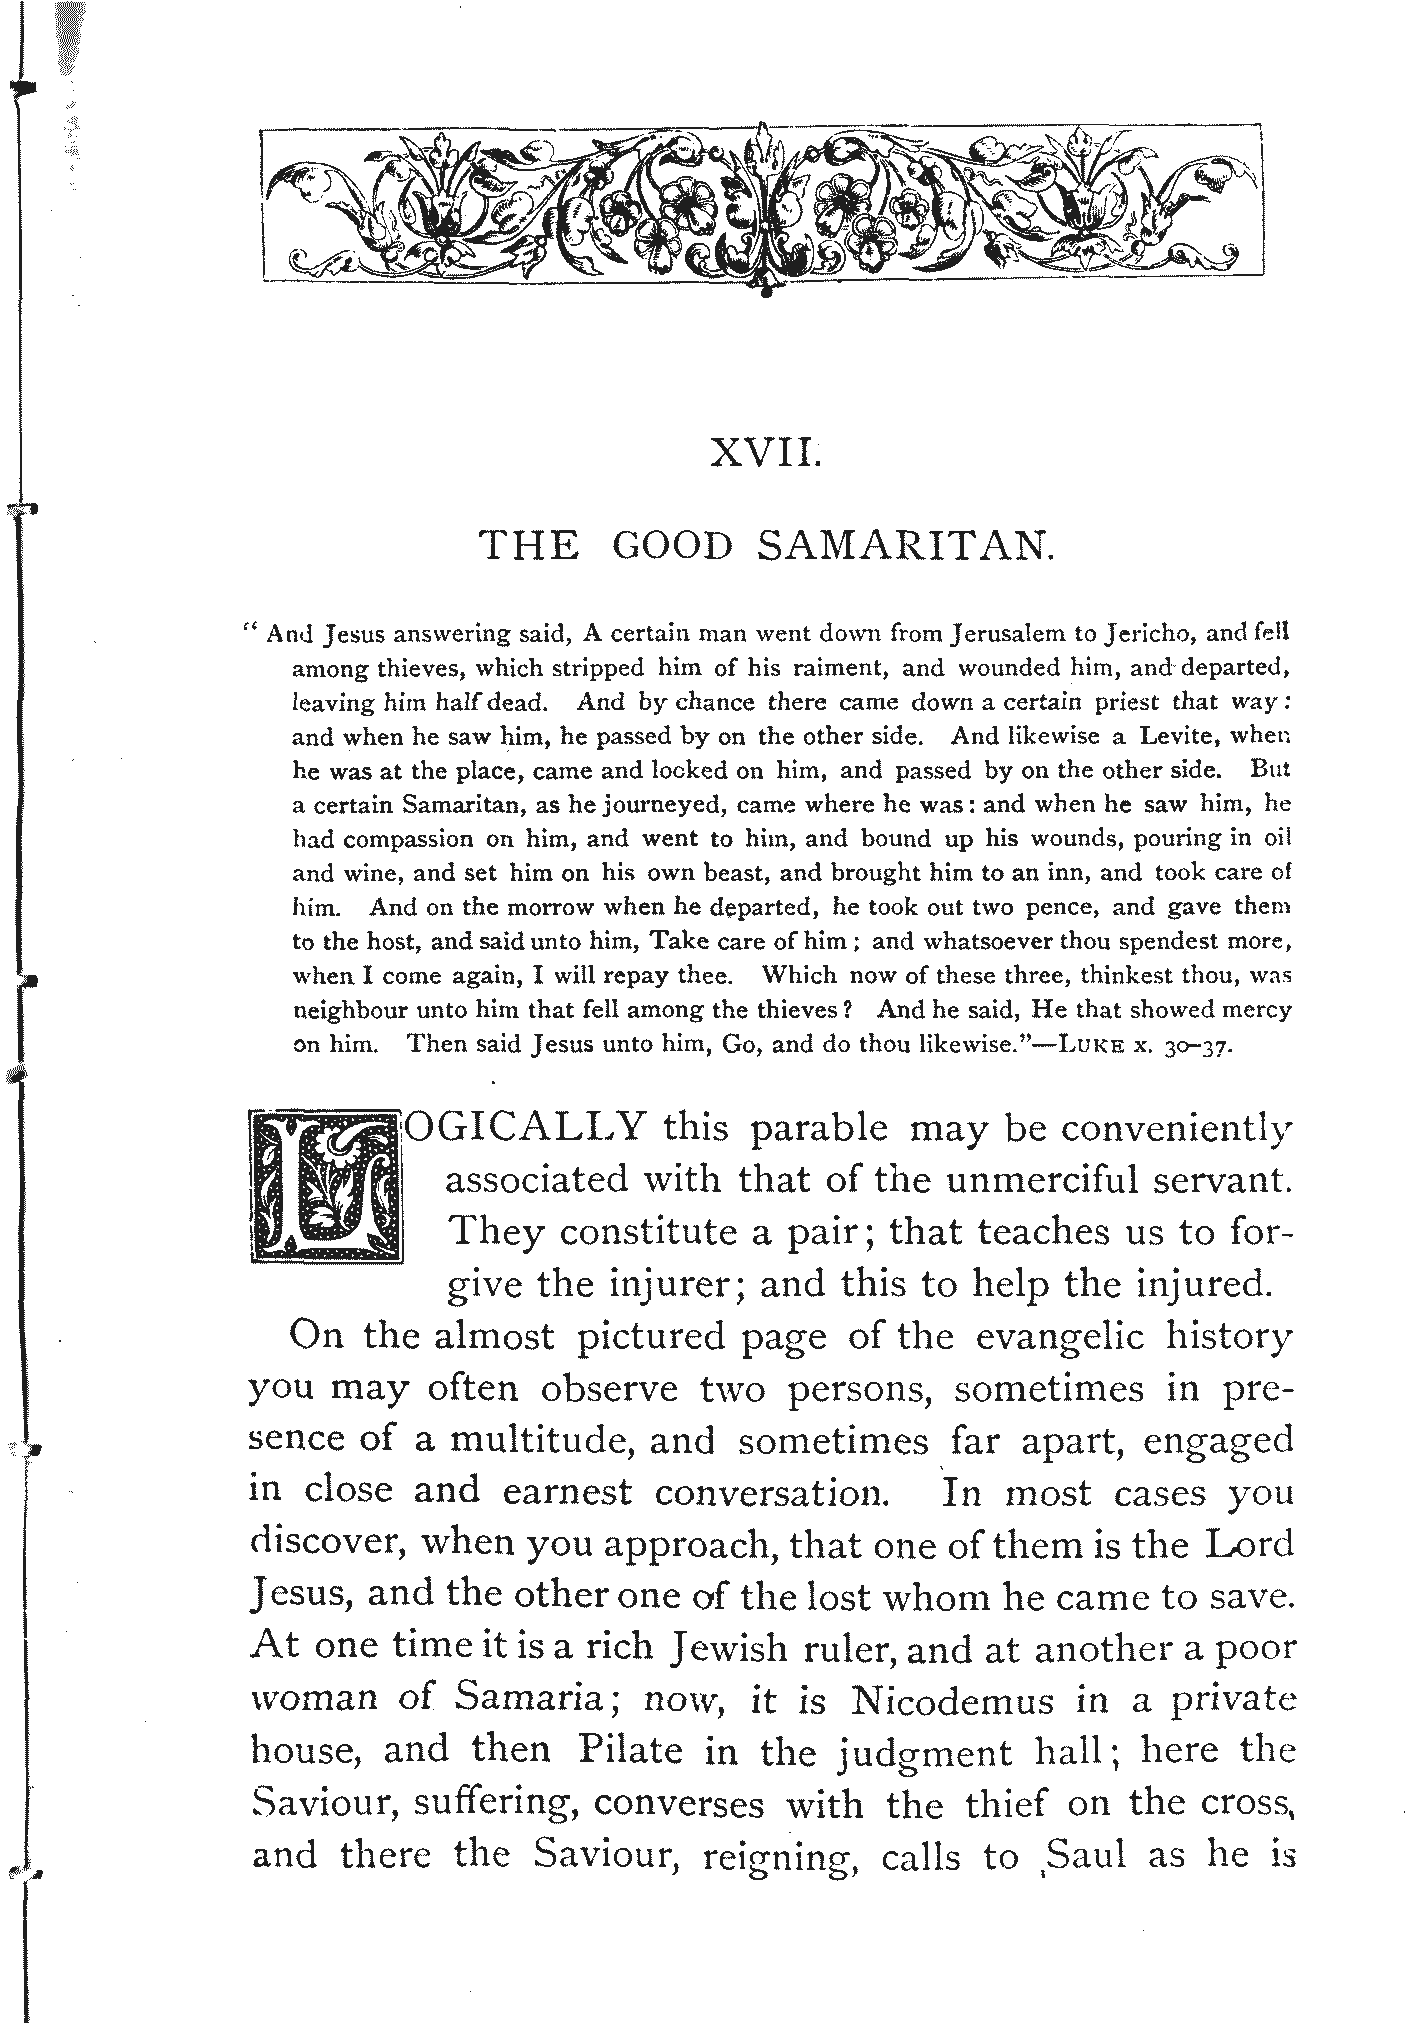 XVII.
THE GOOD SAMARITAN.
“ And Jesus answering said, A certain man went down from Jerusalem to Jericho, and fell
among thieves, which stripped him of his raiment, and wounded him, and departed,
leaving him half dead. And by chance there came down a certain priest that way :
and when he saw him, he passed by on the other side. And likewise a Levite, when
he was at the place, came and looked on him, and passed by on the other side. But
a certain Samaritan, as he journeyed, came where he was : and when he saw him, he
had compassion on him, and went to him, and bound up his wounds, pouring in oil
and wine, and set him on his own beast, and brought him to an inn, and took care of
him. And on the morrow when he departed, he took out two pence, and gave them
to the host, and said unto him, Take care of him ; and whatsoever thou spendest more,
when I come again, I will repay thee. Which now of these three, thinkest thou, was
neighbour unto him that fell among the thieves ? And he said, He that showed mercy
on him. Then said Jesus unto him, Go, and do thou likewise.”—LUKE x. 30–37.
LOGICALLY this parable may be conveniently
associated with that of the unmerciful servant.
They constitute a pair ; that teaches us to for-
give the injurer ; and this to help the injured.
On the almost pictured page of the evangelic history
you may often observe two persons, sometimes in pre-
sence of a multitude, and sometimes far apart, engaged
in close and earnest conversation. In most cases you
discover, when you approach, that one of them is the Lord
Jesus, and the other one of the lost whom he came to save.
At one time it is a rich Jewish ruler, and at another a poor
woman of Samaria ; now, it is Nicodemus in a private
house, and then Pilate in the judgment hall ; here the
Saviour, suffering, converses with the thief on the cross,
and there the Saviour, reigning, calls to Saul as he is